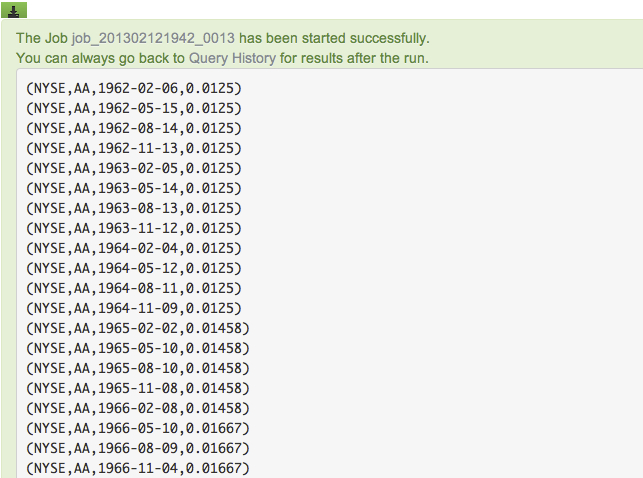 The Job job_201302121942_0013 has been started successfully.
You can always go back to Query History for results after the run.
(NYSE,AA,1962-02-06,0.0125)
(NYSE,AA,1962-05-15,0.0125)
(NYSE,AA,1962-08-14,0.0125)
(NYSE,AA,1962-11-13,0.0125)
(NYSE,AA,1963-02-05,0.0125)
(NYSE,AA,1963-05-14,0.0125)
(NYSE,AA,1963-08-13,0.0125)
(NYSE,AA,1963-11-12,0.0125)
(NYSE,AA,1964-02-04,0.0125)
(NYSE,AA,1964-05-12,0.0125)
(NYSE,AA,1964-08-11,0.0125)
(NYSE,AA,1964-11-09,0.0125)
(NYSE,AA,1965-02-02,0.01458)
(NYSE,AA,1965-05-10,0.01458)
(NYSE,AA,1965-08-10,0.01458)
(NYSE,AA,1965-11-08,0.01458)
(NYSE,AA,1966-02-08,0.01458)
(NYSE,AA,1966-05-10,0.01667)
(NYSE,AA,1966-08-09,0.01667)
(NYSE,AA,1966-11-04,0.01667)